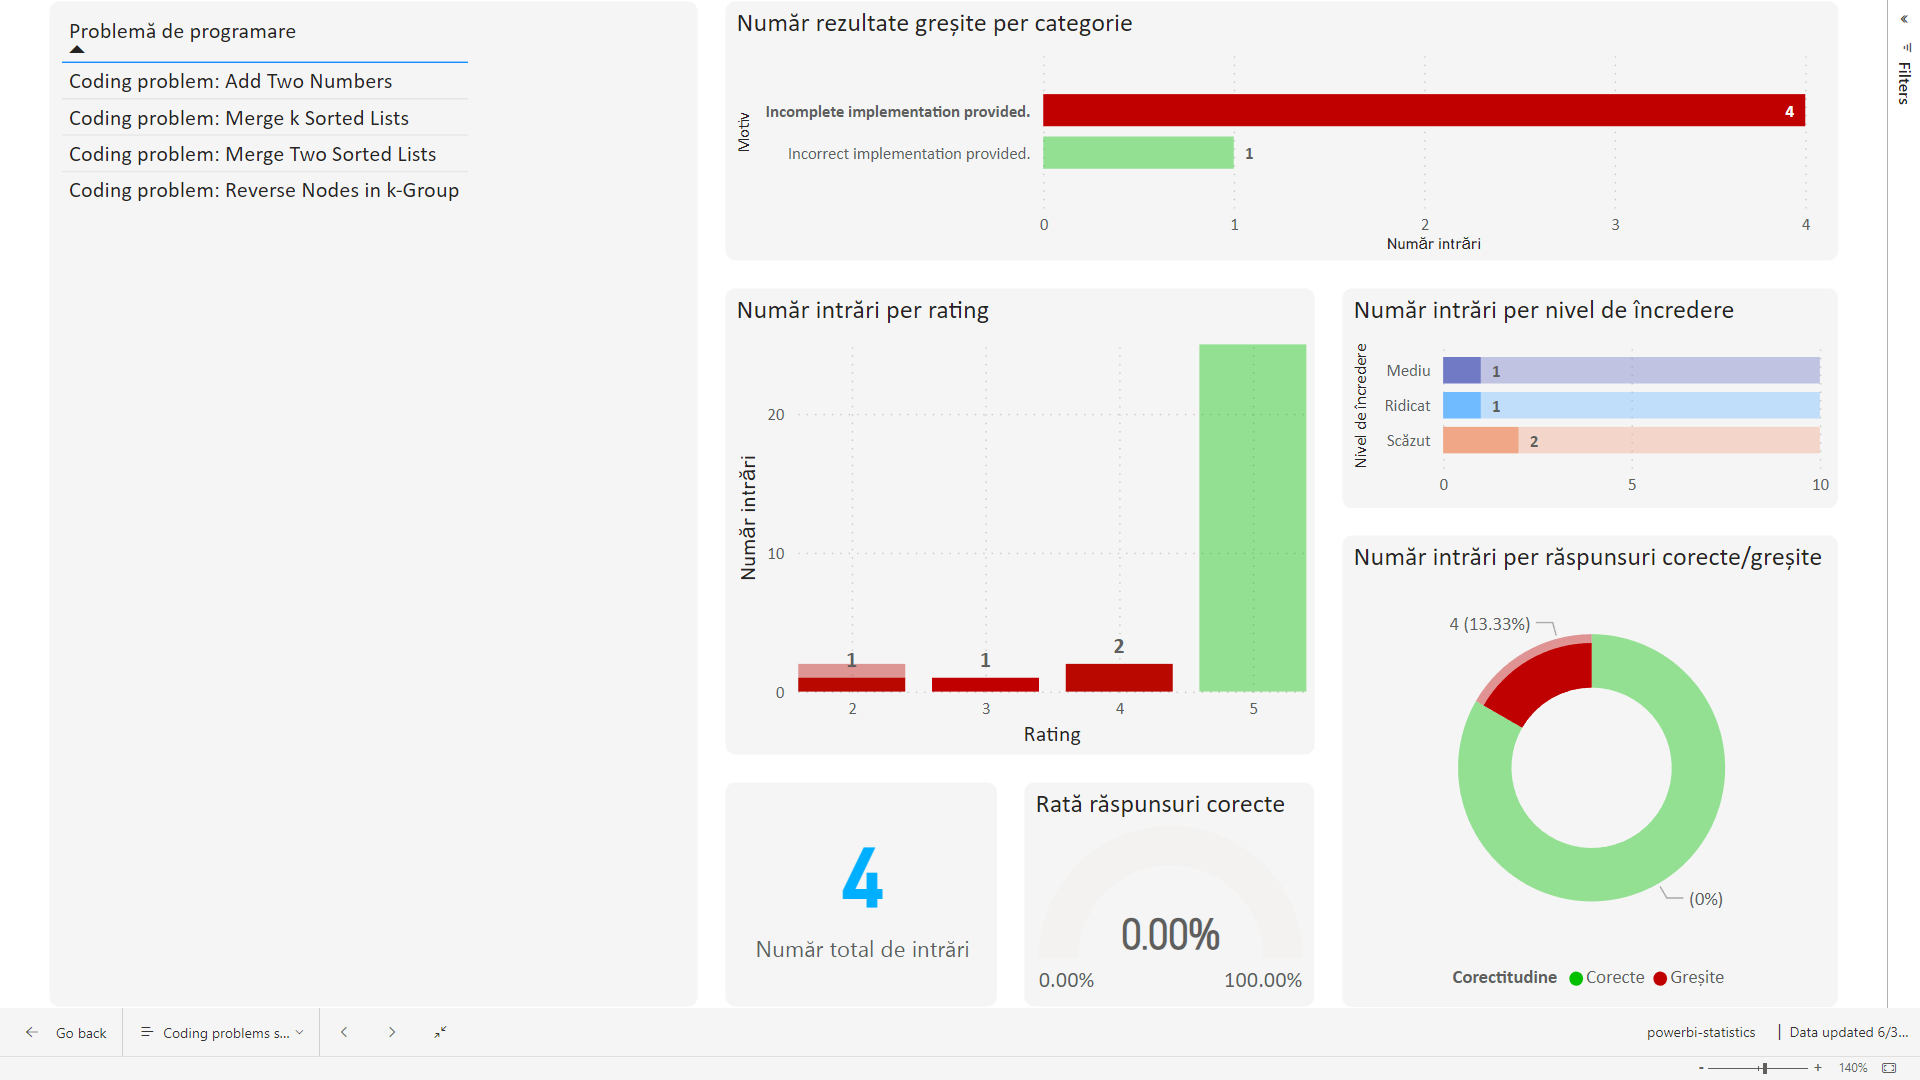 Problemă de programare
Coding problem: Add Two Numbers
Coding problem: Merge k Sorted Lists
Coding problem: Merge Two Sorted Lists
Coding problem: Reverse Nodes in k-Group
Număr rezultate greșite per categorie
Motiv
Incomplete implementation provided.
4
Incorrect implementation provided.
1
0 1 2 3 4
Număr intrări
Număr intrări per rating
Număr intrări
20
10
0
1 1 2
2 3 4 5
Rating
Număr intrări per nivel de încredere
Nivel de încredere
Mediu 1
Ridicat 1
Scăzut 2
0 5 10
Număr intrări per răspunsuri corecte/greșite
4 (13.33%)
(0%)
Corectitudine Corecte Greșite
4
Număr total de intrări
Rată răspunsuri corecte
0.00%
0.00% 100.00%
Filters
Go back
Coding problems s...
powerbi-statistics | Data updated 6/3...
- + 140%